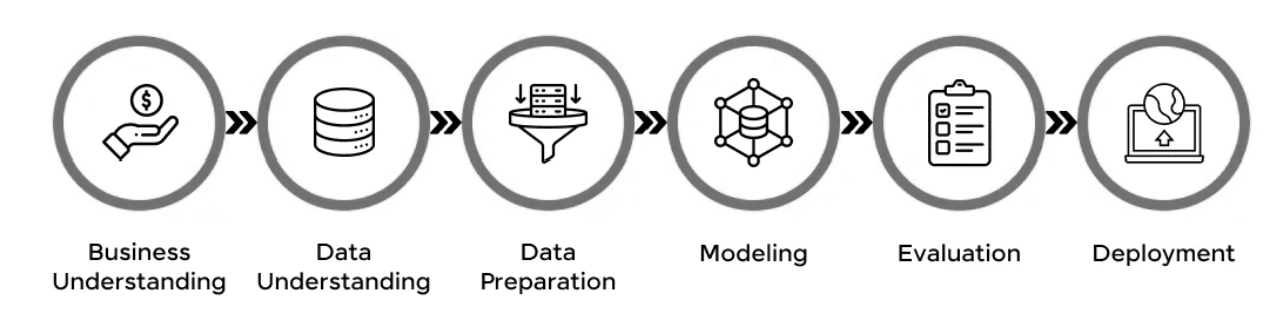 $
Business
Understanding
Data
Understanding
Data
Preparation
Modeling
Evaluation
Deployment